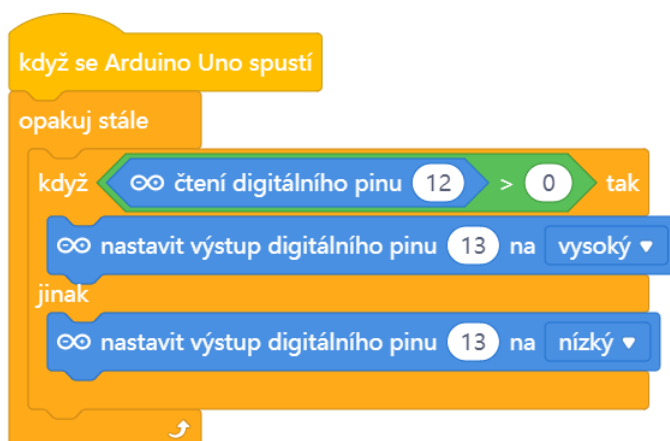 když se Arduino Uno spustí
opakuj stále
když čtení digitálního pinu 12 > 0 tak
nastavit výstup digitálního pinu 13 na vysoký
jinak
nastavit výstup digitálního pinu 13 na nízký